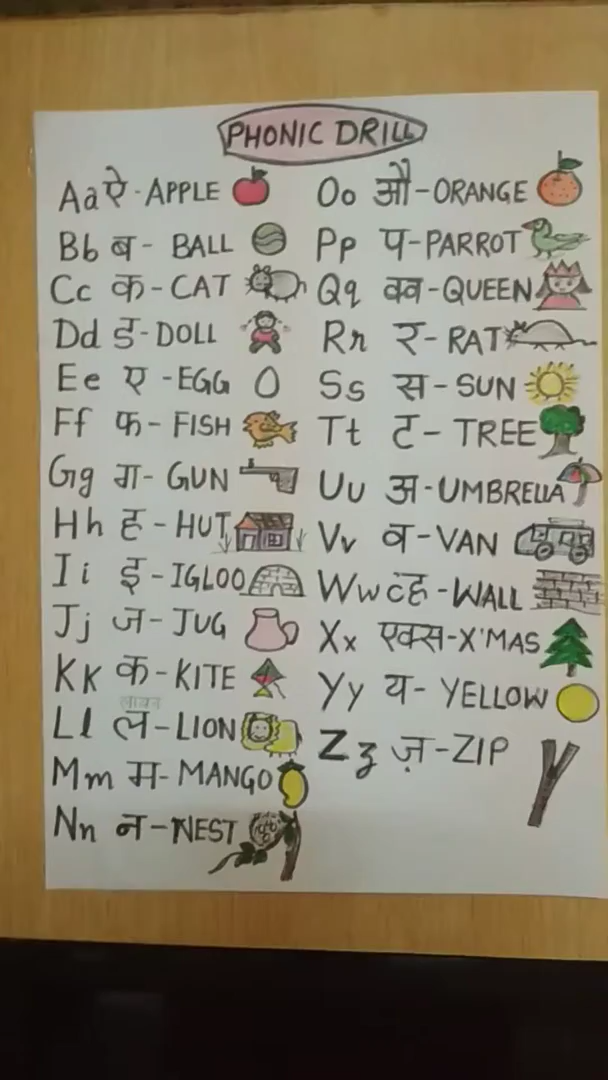 PHONIC DRILL
Aa ऐ - APPLE
Bb ब - BALL
Cc क - CAT
Dd ड - DOLL
Ee ए - EGG
Ff फ - FISH
Gg ग - GUN
Hh ह - HUT
Ii इ - IGLOO
Jj ज - JUG
Kk क - KITE
Ll ल - LION
Mm म - MANGO
Nn न - NEST
Oo औ - ORANGE
Pp प - PARROT
Qq क्व - QUEEN
Rr र - RAT
Ss स - SUN
Tt ट - TREE
Uu अ - UMBRELLA
Vv व - VAN
Ww व्ह - WALL
Xx एक्स - X'MAS
Yy य - YELLOW
Zz ज़ - ZIP